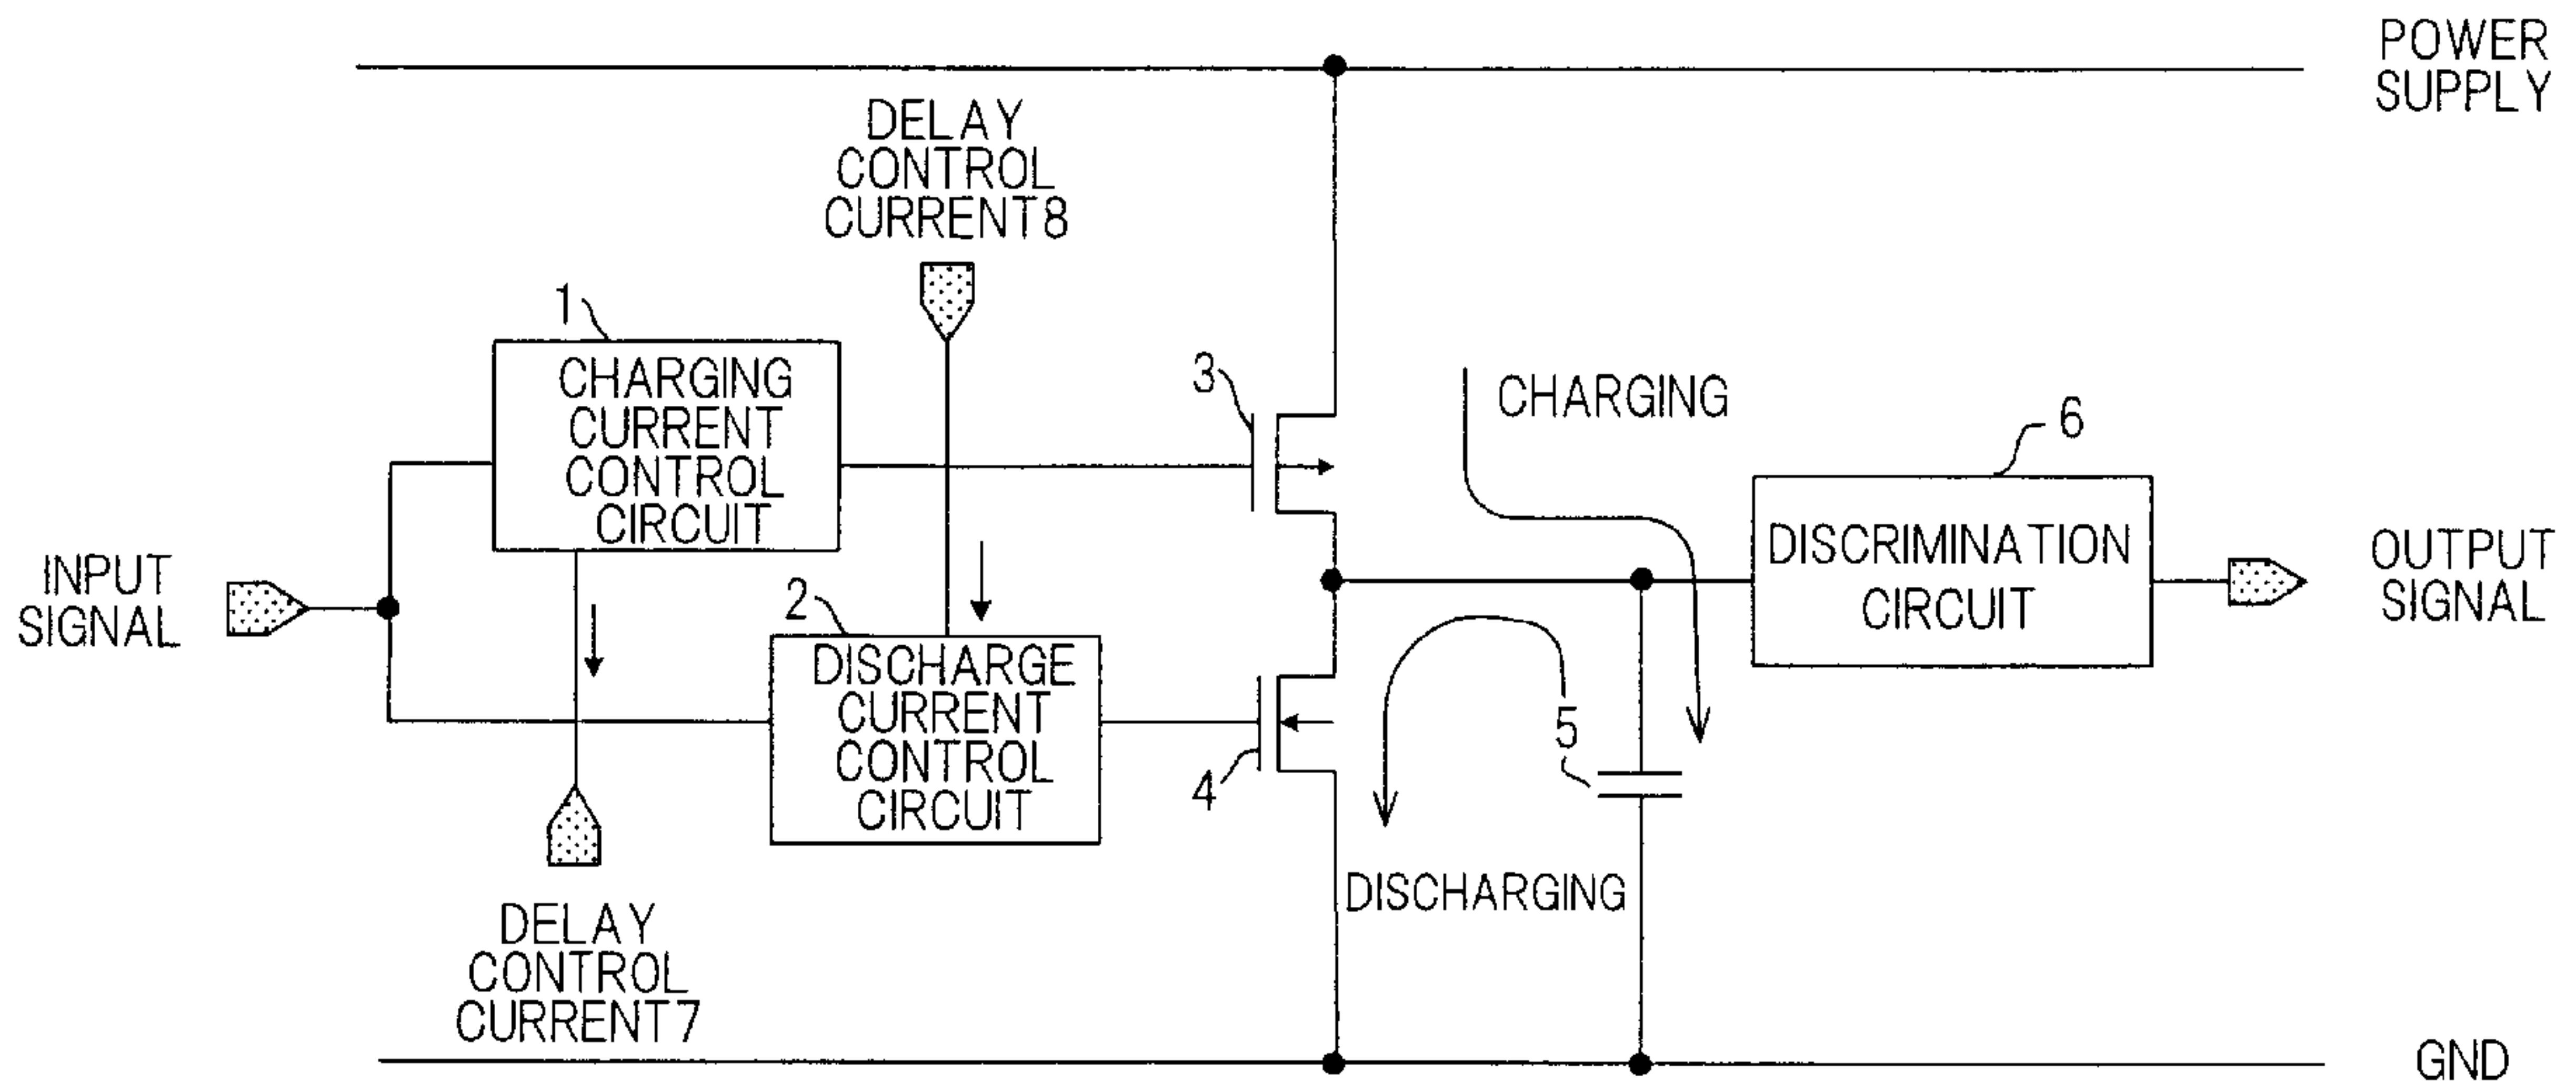 POWER
SUPPLY
DELAY
CONTROL
CURRENT8
1
CHARGING
CURRENT
CONTROL
CIRCUIT
3
CHARGING
6
DISCRIMINATION
CIRCUIT
INPUT
SIGNAL
OUTPUT
SIGNAL
2
DISCHARGE
CURRENT
CONTROL
CIRCUIT
4
5
DISCHARGING
DELAY
CONTROL
CURRENT7
GND